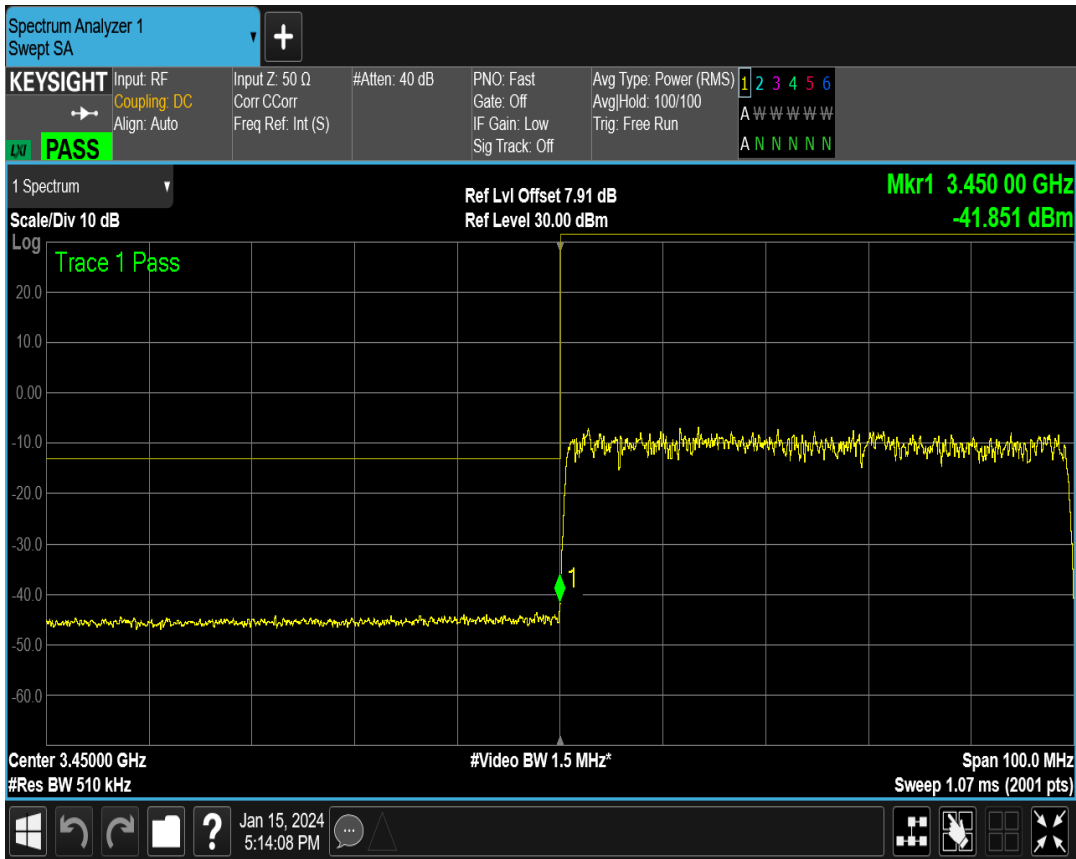 Spectrum Analyzer 1
Swept SA
+
KEYSIGHT
LXI PASS
Input: RF
Coupling: DC
Align: Auto
Input Z: 50 Ω
Corr CCorr
Freq Ref: Int (S)
#Atten: 40 dB
PNO: Fast
Gate: Off
IF Gain: Low
Sig Track: Off
Avg Type: Power (RMS)
Avg|Hold: 100/100
Trig: Free Run
1 2 3 4 5 6
A W W W W W
A N N N N N
1 Spectrum
Scale/Div 10 dB
Ref Lvl Offset 7.91 dB
Ref Level 30.00 dBm
Mkr1 3.450 00 GHz
-41.851 dBm
Log
Trace 1 Pass
20.0
10.0
0.00
-10.0
-20.0
-30.0
1
-40.0
-50.0
-60.0
Center 3.45000 GHz
#Video BW 1.5 MHz*
Span 100.0 MHz
#Res BW 510 kHz
Sweep 1.07 ms (2001 pts)
?
Jan 15, 2024
5:14:08 PM